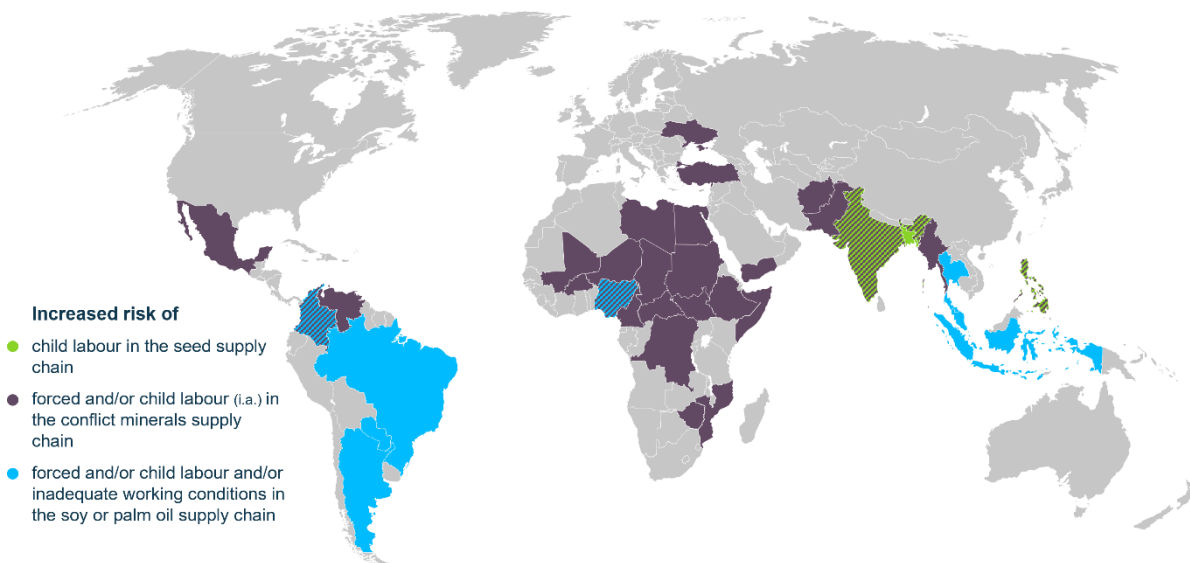 Increased risk of
child labour in the seed supply
chain
forced and/or child labour (i.a.) in
the conflict minerals supply
chain
forced and/or child labour and/or
inadequate working conditions in
the soy or palm oil supply chain